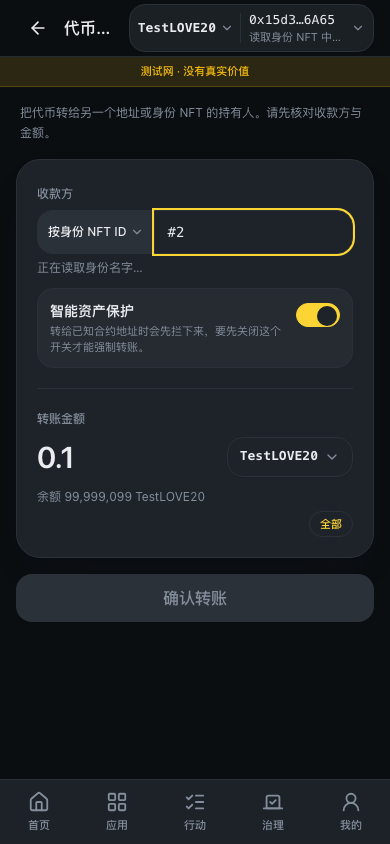 代币...
TestLOVE20
0x15d3...6A65
读取身份 NFT 中...
测试网 · 没有真实价值
把代币转给另一个地址或身份 NFT 的持有人。请先核对收款方与
金额。
收款方
按身份 NFT ID
#2
正在读取身份名字...
智能资产保护
转给已知合约地址时会先拦下来，要先关闭这个
开关才能强制转账。
转账金额
0.1
TestLOVE20
余额 99,999,099 TestLOVE20
全部
确认转账
首页
应用
行动
治理
我的